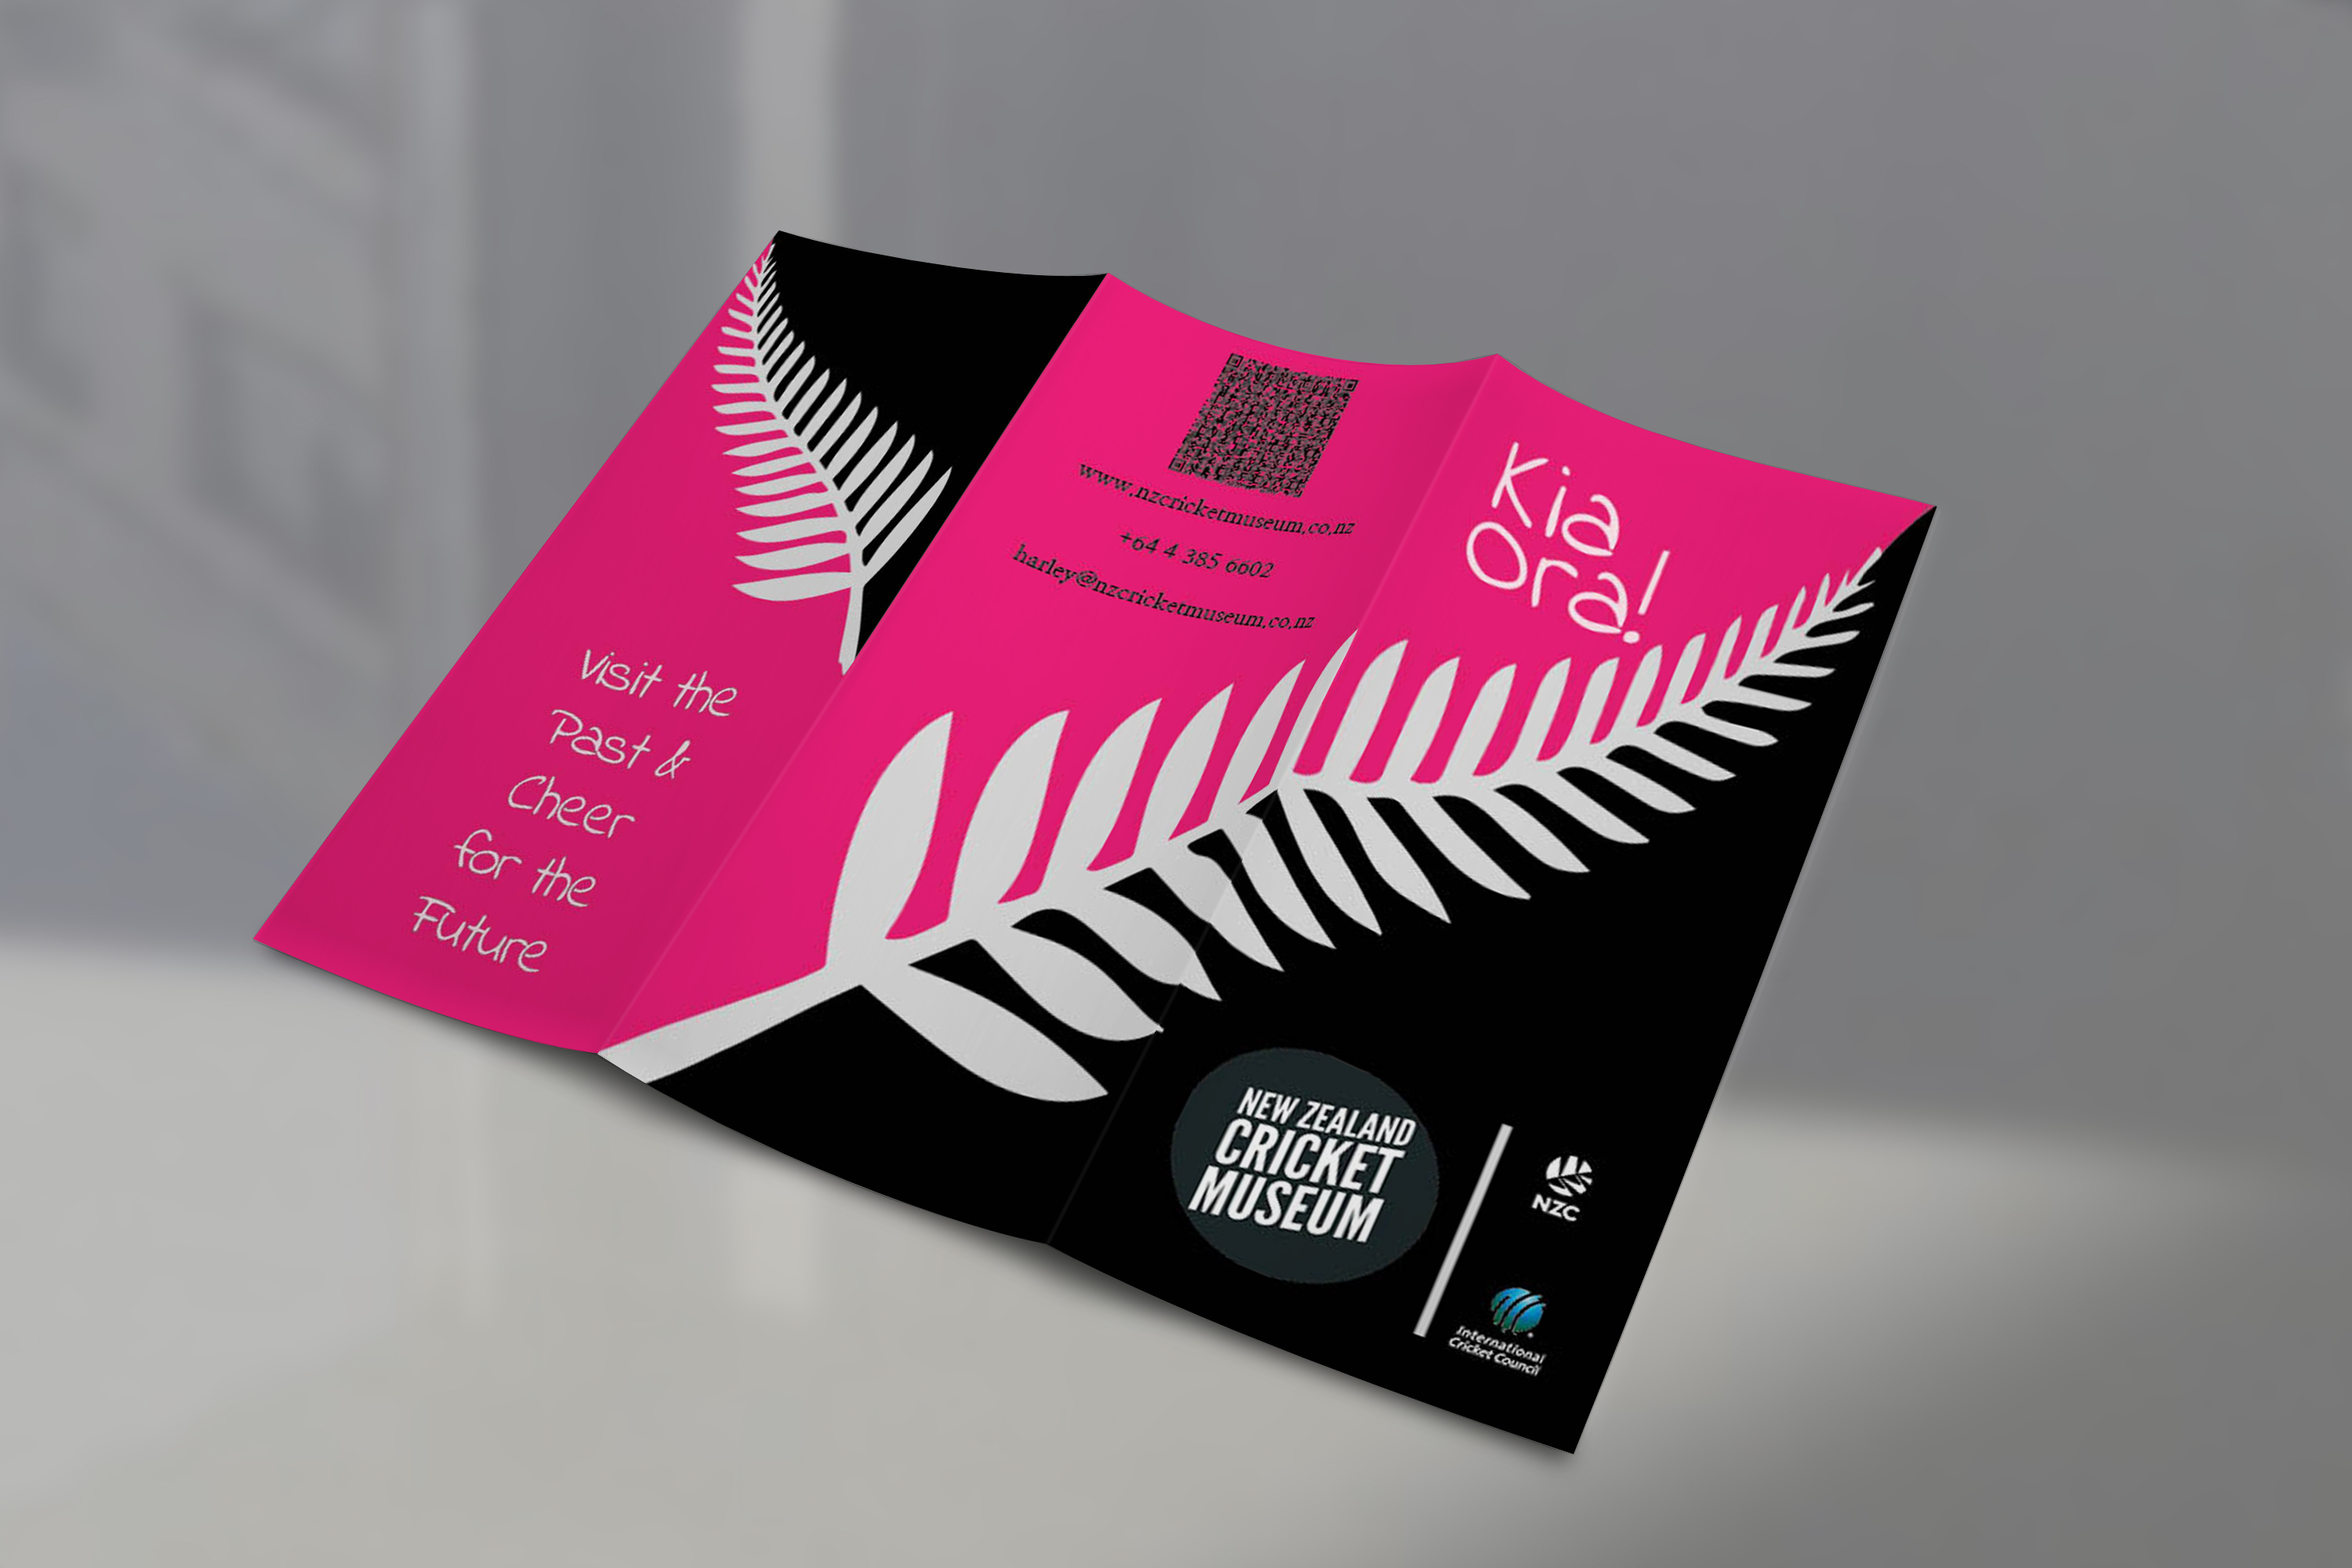 Visit the
Past &
Cheer
for the
Future
www.nzcricketmuseum.co.nz
+64 4 385 6602
harley@nzcricketmuseum.co.nz
Kia
Ora!
NEW ZEALAND
CRICKET
MUSEUM
NZC
International
Cricket Council